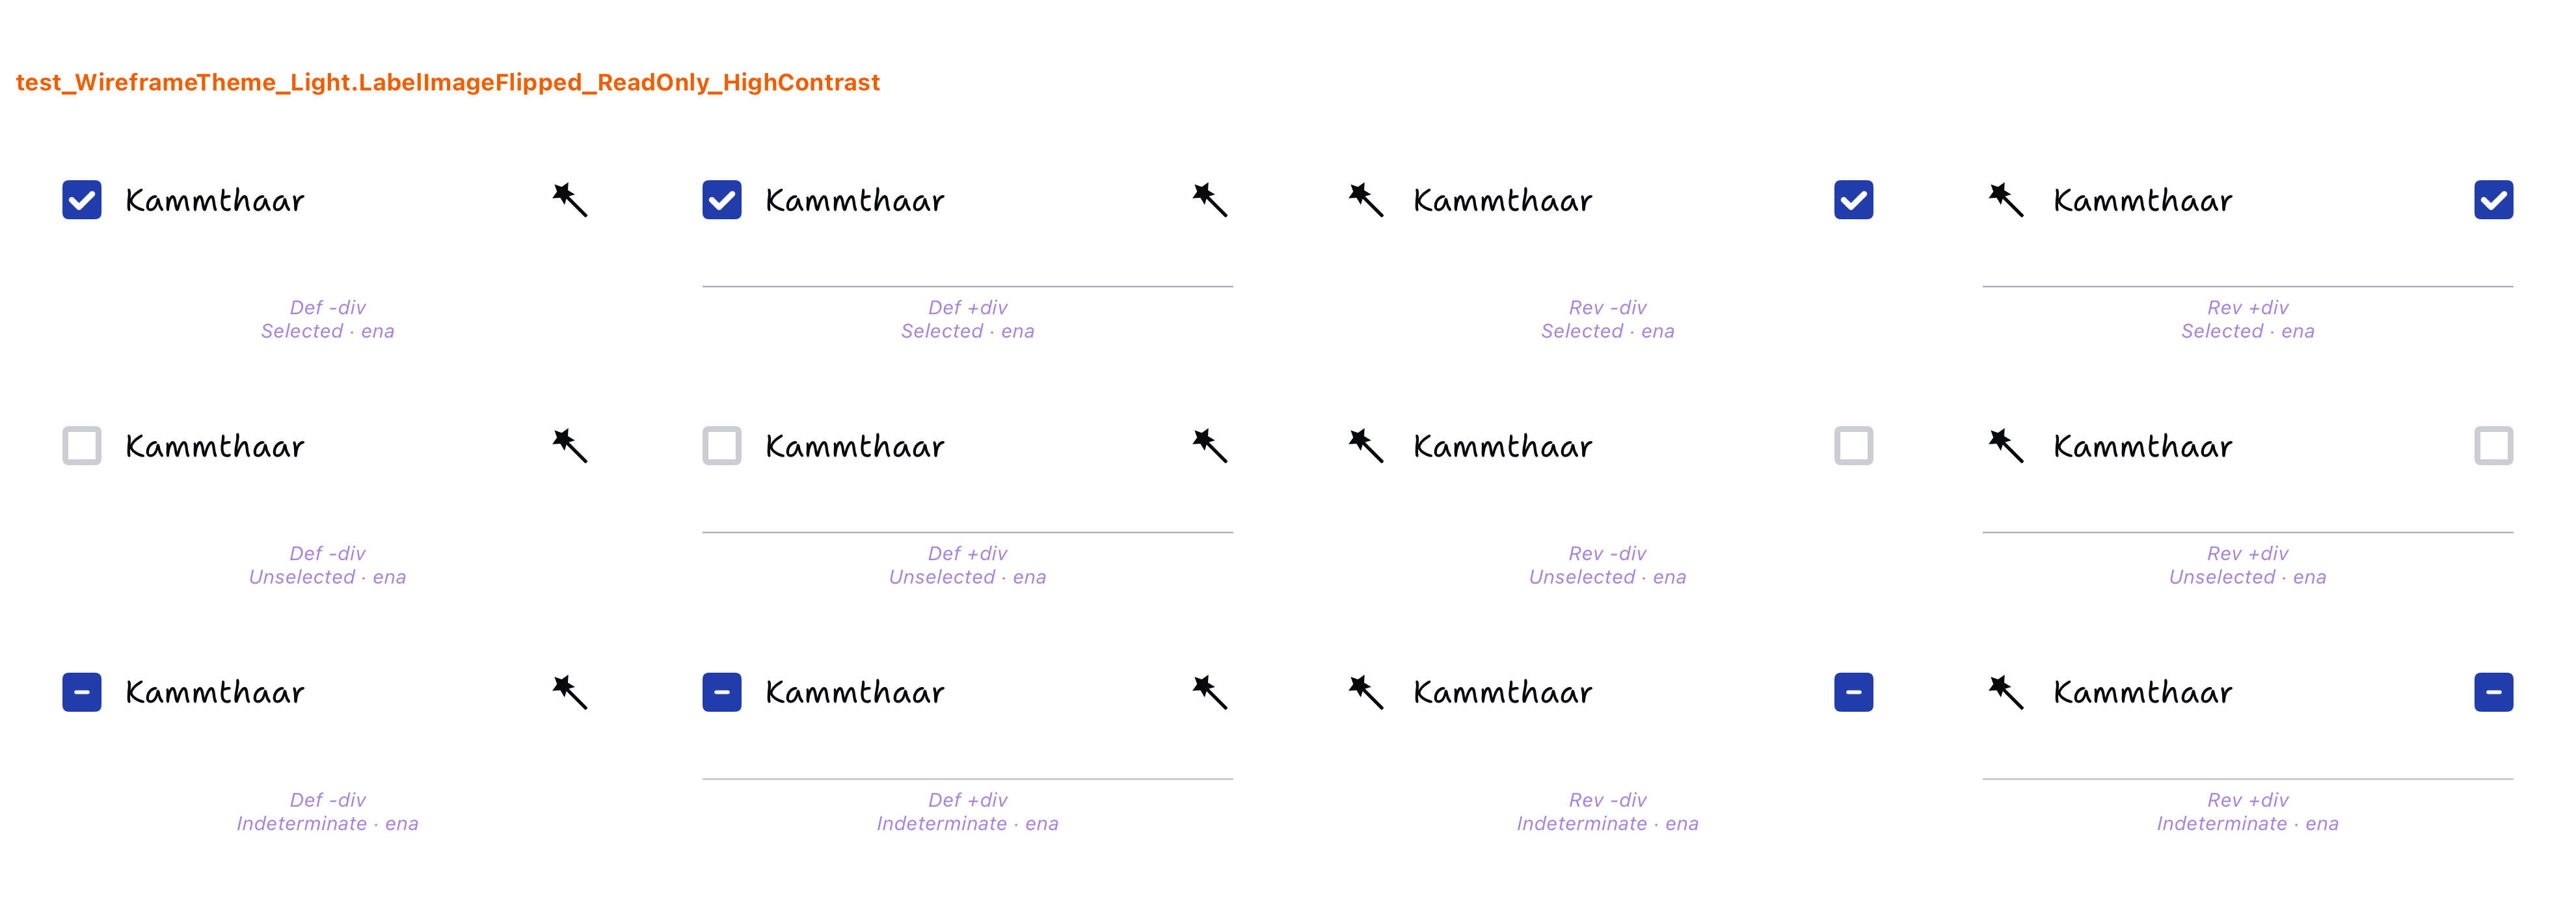 test_WireframeTheme_Light.LabelImageFlipped_ReadOnly_HighContrast
Kammthaar
Kammthaar
Kammthaar
Kammthaar
Def -div
Selected · ena
Def +div
Selected · ena
Rev -div
Selected · ena
Rev +div
Selected · ena
Kammthaar
Kammthaar
Kammthaar
Kammthaar
Def -div
Unselected · ena
Def +div
Unselected · ena
Rev -div
Unselected · ena
Rev +div
Unselected · ena
Kammthaar
Kammthaar
Kammthaar
Kammthaar
Def -div
Indeterminate · ena
Def +div
Indeterminate · ena
Rev -div
Indeterminate · ena
Rev +div
Indeterminate · ena